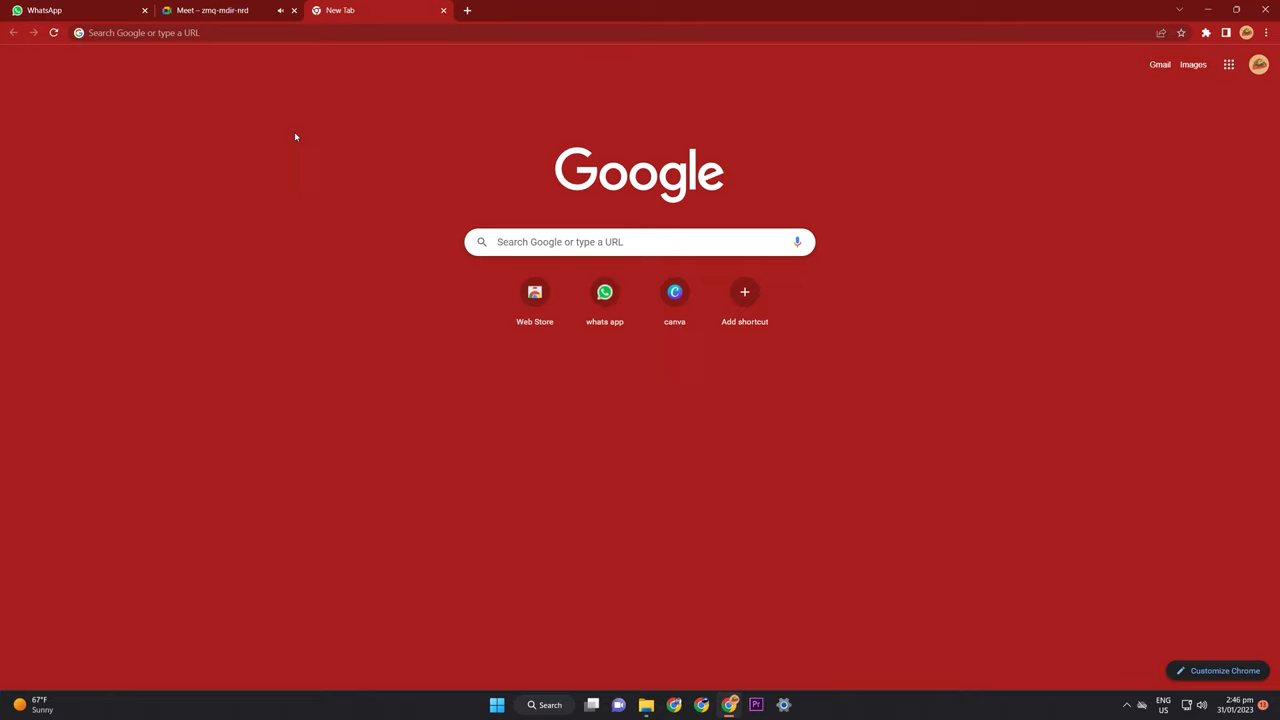 WhatsApp
Meet – zmq-mdir-nrd
New Tab
Search Google or type a URL
Gmail
Images
Google
Search Google or type a URL
Web Store
whats app
canva
Add shortcut
Customize Chrome
67°F
Sunny
Search
Pr
ENG
US
2:46 pm
31/01/2023
13